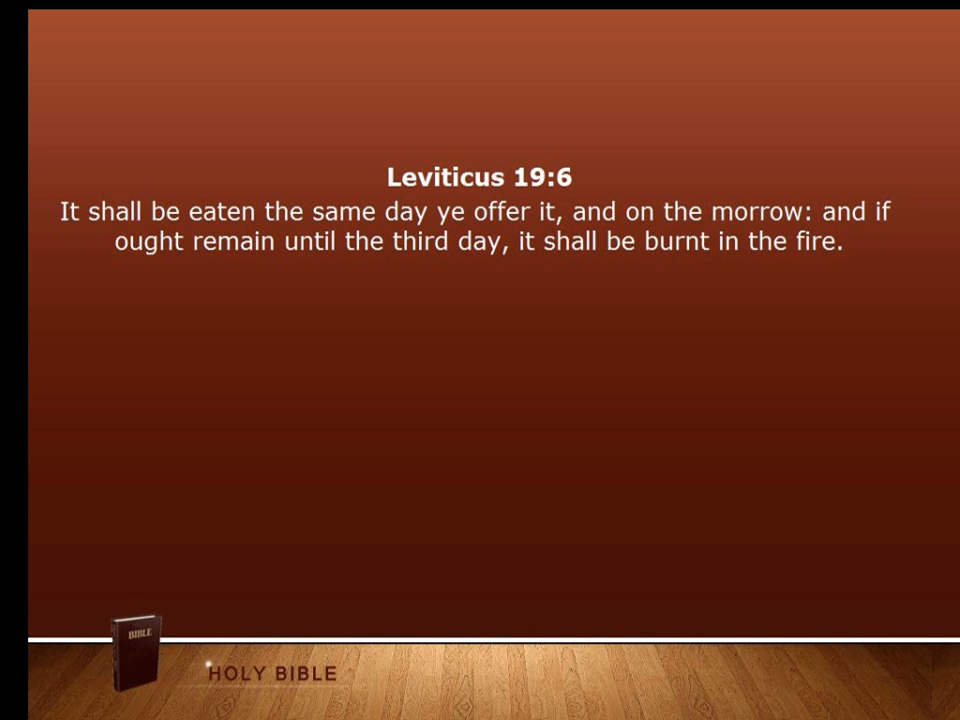 Leviticus 19:6
It shall be eaten the same day ye offer it, and on the morrow: and if
ought remain until the third day, it shall be burnt in the fire.
BIBLE
HOLY BIBLE